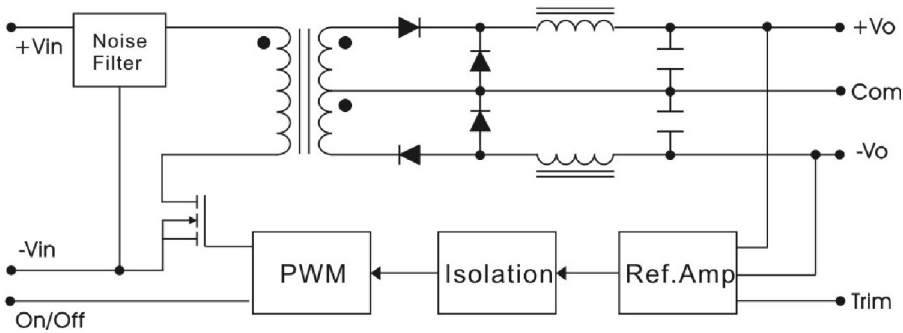 +Vin
Noise
Filter
+Vo
Com
-Vo
-Vin
PWM
Isolation
Ref.Amp
On/Off
Trim